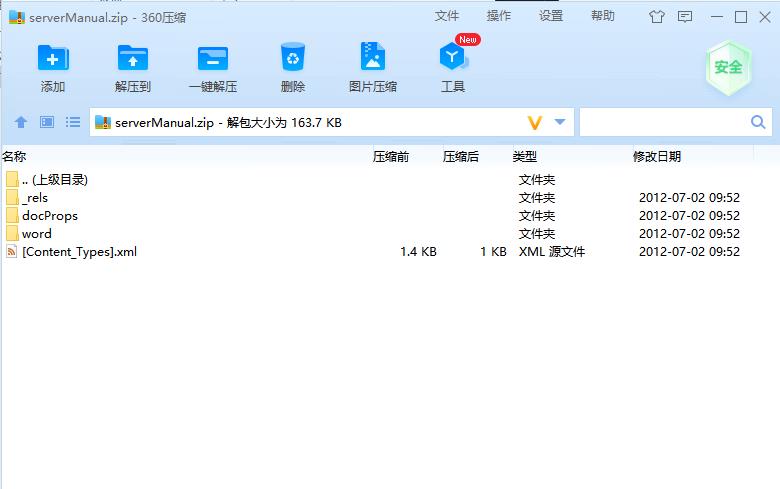 serverManual.zip - 360压缩 文件 操作 设置 帮助
添加 解压到 一键解压 删除 图片压缩 New 工具 安全
serverManual.zip - 解包大小为 163.7 KB
名称 压缩前 压缩后 类型 修改日期
.. (上级目录) 文件夹
_rels 文件夹 2012-07-02 09:52
docProps 文件夹 2012-07-02 09:52
word 文件夹 2012-07-02 09:52
[Content_Types].xml 1.4 KB 1 KB XML 源文件 2012-07-02 09:52